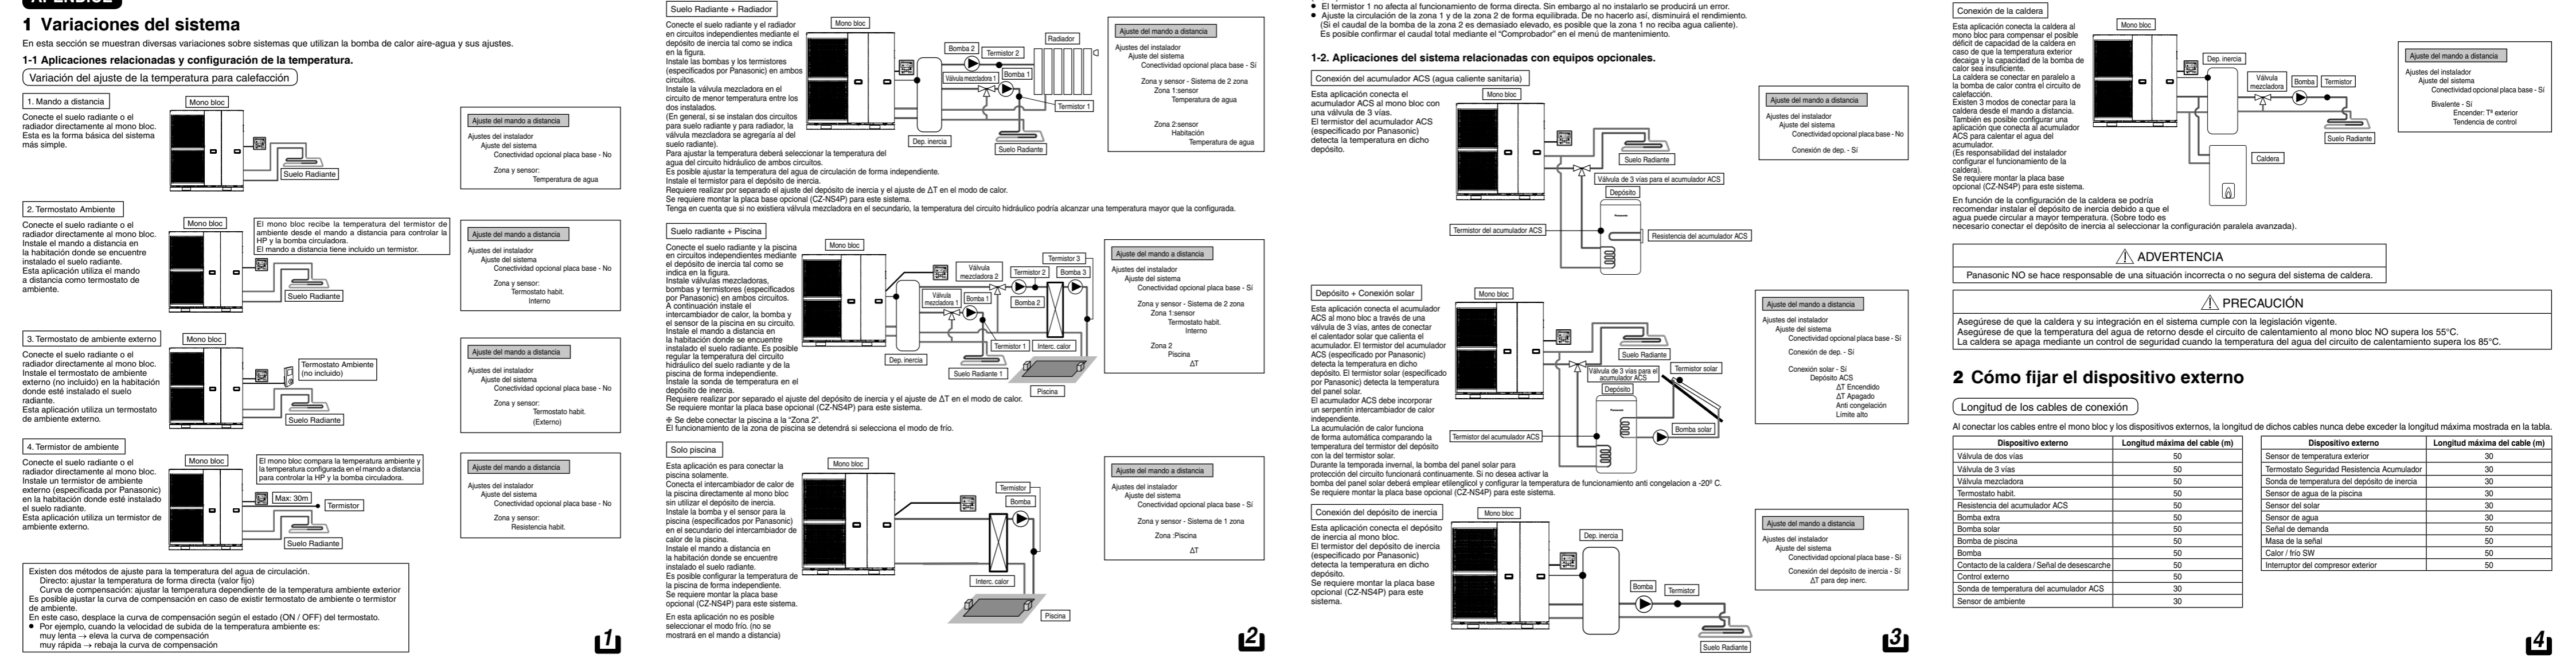 APÉNDICE
1 Variaciones del sistema
En esta sección se muestran diversas variaciones sobre sistemas que utilizan la bomba de calor aire-agua y sus ajustes.
1-1 Aplicaciones relacionadas y configuración de la temperatura.
Variación del ajuste de la temperatura para calefacción
1. Mando a distancia
Conecte el suelo radiante o el
radiador directamente al mono bloc.
Esta es la forma básica del sistema
más simple.
Mono bloc
Suelo Radiante
Ajuste del mando a distancia
Ajustes del instalador
Ajuste del sistema
Conectividad opcional placa base - No
Zona y sensor:
Temperatura de agua
2. Termostato Ambiente
Conecte el suelo radiante o el
radiador directamente al mono bloc.
Instale el mando a distancia en
la habitación donde se encuentre
instalado el suelo radiante.
Esta aplicación utiliza el mando
a distancia como termostato de
ambiente.
Mono bloc
El mono bloc recibe la temperatura del termistor de
ambiente desde el mando a distancia para controlar la
HP y la bomba circuladora.
El mando a distancia tiene incluido un termistor.
Suelo Radiante
Ajuste del mando a distancia
Ajustes del instalador
Ajuste del sistema
Conectividad opcional placa base - No
Zona y sensor:
Termostato habit.
Interno
3. Termostato de ambiente externo
Conecte el suelo radiante o el
radiador directamente al mono bloc.
Instale el termostato de ambiente
externo (no incluido) en la habitación
donde esté instalado el suelo
radiante.
Esta aplicación utiliza un termostato
de ambiente externo.
Mono bloc
Termostato Ambiente
(no incluido)
Suelo Radiante
Ajuste del mando a distancia
Ajustes del instalador
Ajuste del sistema
Conectividad opcional placa base - No
Zona y sensor:
Termostato habit.
(Externo)
4. Termistor de ambiente
Conecte el suelo radiante o el
radiador directamente al mono bloc.
Instale un termistor de ambiente
externo (especificada por Panasonic)
en la habitación donde esté instalado
el suelo radiante.
Esta aplicación utiliza un termistor de
ambiente externo.
Mono bloc
El mono bloc compara la temperatura ambiente y
la temperatura configurada en el mando a distancia
para controlar la HP y la bomba circuladora.
Max: 30m
Termistor
Suelo Radiante
Ajuste del mando a distancia
Ajustes del instalador
Ajuste del sistema
Conectividad opcional placa base - No
Zona y sensor:
Resistencia habit.
Existen dos métodos de ajuste para la temperatura del agua de circulación.
Directo: ajustar la temperatura de forma directa (valor fijo)
Curva de compensación: ajustar la temperatura dependiente de la temperatura ambiente exterior
Es posible ajustar la curva de compensación en caso de existir termostato de ambiente o termistor
de ambiente.
En este caso, desplace la curva de compensación según el estado (ON / OFF) del termostato.
● Por ejemplo, cuando la velocidad de subida de la temperatura ambiente es:
muy lenta → eleva la curva de compensación
muy rápida → rebaja la curva de compensación
1
Suelo Radiante + Radiador
Conecte el suelo radiante y el radiador
en circuitos independientes mediante el
depósito de inercia tal como se indica
en la figura.
Instale las bombas y los termistores
(especificados por Panasonic) en ambos
circuitos.
Instale la válvula mezcladora en el
circuito de menor temperatura entre los
dos instalados.
(En general, si se instalan dos circuitos
para suelo radiante y para radiador, la
válvula mezcladora se agregaría al del
suelo radiante).
Para ajustar la temperatura deberá seleccionar la temperatura del
agua del circuito hidráulico de ambos circuitos.
Es posible ajustar la temperatura del agua de circulación de forma independiente.
Instale el termistor para el depósito de inercia.
Requiere realizar por separado el ajuste del depósito de inercia y el ajuste de ΔT en el modo de calor.
Se requiere montar la placa base opcional (CZ-NS4P) para este sistema.
Tenga en cuenta que si no existiera válvula mezcladora en el secundario, la temperatura del circuito hidráulico podría alcanzar una temperatura mayor que la configurada.
Mono bloc
Radiador
Bomba 2
Termistor 2
Válvula mezcladora 1
Bomba 1
Termistor 1
Dep. inercia
Suelo Radiante
Ajuste del mando a distancia
Ajustes del instalador
Ajuste del sistema
Conectividad opcional placa base - Sí
Zona y sensor - Sistema de 2 zona
Zona 1:sensor
Temperatura de agua
Zona 2:sensor
Habitación
Temperatura de agua
Suelo radiante + Piscina
Conecte el suelo radiante y la piscina
en circuitos independientes mediante
el depósito de inercia tal como se
indica en la figura.
Instale válvulas mezcladoras,
bombas y termistores (especificados
por Panasonic) en ambos circuitos.
A continuación instale el
intercambiador de calor, la bomba y
el sensor de la piscina en su circuito.
Instale el mando a distancia en
la habitación donde se encuentre
instalado el suelo radiante. Es posible
regular la temperatura del circuito
hidráulico del suelo radiante y de la
piscina de forma independiente.
Instale la sonda de temperatura en el
depósito de inercia.
Requiere realizar por separado el ajuste del depósito de inercia y el ajuste de ΔT en el modo de calor.
Se requiere montar la placa base opcional (CZ-NS4P) para este sistema.
❉ Se debe conectar la piscina a la "Zona 2".
El funcionamiento de la zona de piscina se detendrá si selecciona el modo de frío.
Mono bloc
Termistor 3
Válvula
mezcladora 2
Termistor 2
Bomba 3
Válvula
mezcladora 1
Bomba 1
Bomba 2
Termistor 1
Interc. calor
Dep. inercia
Suelo Radiante 1
Piscina
Ajuste del mando a distancia
Ajustes del instalador
Ajuste del sistema
Conectividad opcional placa base - Sí
Zona y sensor - Sistema de 2 zona
Zona 1:sensor
Termostato habit.
Interno
Zona 2
Piscina
ΔT
Solo piscina
Esta aplicación es para conectar la
piscina solamente.
Conecta el intercambiador de calor de
la piscina directamente al mono bloc
sin utilizar el depósito de inercia.
Instale la bomba y el sensor para la
piscina (especificados por Panasonic)
en el secundario del intercambiador de
calor de la piscina.
Instale el mando a distancia en
la habitación donde se encuentre
instalado el suelo radiante.
Es posible configurar la temperatura de
la piscina de forma independiente.
Se requiere montar la placa base
opcional (CZ-NS4P) para este sistema.
En esta aplicación no es posible
seleccionar el modo frío. (no se
mostrará en el mando a distancia)
Mono bloc
Termistor
Bomba
Interc. calor
Piscina
Ajuste del mando a distancia
Ajustes del instalador
Ajuste del sistema
Conectividad opcional placa base - Sí
Zona y sensor - Sistema de 1 zona
Zona :Piscina
ΔT
2
● El termistor 1 no afecta al funcionamiento de forma directa. Sin embargo al no instalarlo se producirá un error.
● Ajuste la circulación de la zona 1 y de la zona 2 de forma equilibrada. De no hacerlo así, disminuirá el rendimiento.
(Si el caudal de la bomba de la zona 2 es demasiado elevado, es posible que la zona 1 no reciba agua caliente).
Es posible confirmar el caudal total mediante el "Comprobador" en el menú de mantenimiento.
1-2. Aplicaciones del sistema relacionadas con equipos opcionales.
Conexión del acumulador ACS (agua caliente sanitaria)
Esta aplicación conecta el
acumulador ACS al mono bloc con
una válvula de 3 vías.
El termistor del acumulador ACS
(especificado por Panasonic)
detecta la temperatura en dicho
depósito.
Mono bloc
Suelo Radiante
Válvula de 3 vías para el acumulador ACS
Depósito
Panasonic
Termistor del acumulador ACS
Resistencia del acumulador ACS
Ajuste del mando a distancia
Ajustes del instalador
Ajuste del sistema
Conectividad opcional placa base - No
Conexión de dep. - Sí
Depósito + Conexión solar
Esta aplicación conecta el acumulador
ACS al mono bloc a través de una
válvula de 3 vías, antes de conectar
el calentador solar que calienta el
acumulador. El termistor del acumulador
ACS (especificado por Panasonic)
detecta la temperatura en dicho
depósito. El termistor solar (especificado
por Panasonic) detecta la temperatura
del panel solar.
El acumulador ACS debe incorporar
un serpentín intercambiador de calor
independiente.
La acumulación de calor funciona
de forma automática comparando la
temperatura del termistor del depósito
con la del termistor solar.
Durante la temporada invernal, la bomba del panel solar para
protección del circuito funcionará continuamente. Si no desea activar la
bomba del panel solar deberá emplear etilenglicol y configurar la temperatura de funcionamiento anti congelacion a -20º C.
Se requiere montar la placa base opcional (CZ-NS4P) para este sistema.
Mono bloc
Suelo Radiante
Válvula de 3 vías para el
acumulador ACS
Termistor solar
Depósito
Panasonic
Termistor del acumulador ACS
Bomba solar
Ajuste del mando a distancia
Ajustes del instalador
Ajuste del sistema
Conectividad opcional placa base - Sí
Conexión de dep. - Sí
Conexión solar - Sí
Depósito ACS
ΔT Encendido
ΔT Apagado
Anti congelación
Límite alto
Conexión del depósito de inercia
Esta aplicación conecta el depósito
de inercia al mono bloc.
El termistor del depósito de inercia
(especificado por Panasonic)
detecta la temperatura en dicho
depósito.
Se requiere montar la placa base
opcional (CZ-NS4P) para este
sistema.
Mono bloc
Dep. inercia
Bomba
Termistor
Suelo Radiante
Ajuste del mando a distancia
Ajustes del instalador
Ajuste del sistema
Conectividad opcional placa base - Sí
Conexión del depósito de inercia - Sí
ΔT para dep inerc.
3
Conexión de la caldera
Esta aplicación conecta la caldera al
mono bloc para compensar el posible
déficit de capacidad de la caldera en
caso de que la temperatura exterior
decaiga y la capacidad de la bomba de
calor sea insuficiente.
La caldera se conectar en paralelo a
la bomba de calor contra el circuito de
calefacción.
Existen 3 modos de conectar para la
caldera desde el mando a distancia.
También es posible configurar una
aplicación que conecta al acumulador
ACS para calentar el agua del
acumulador.
(Es responsabilidad del instalador
configurar el funcionamiento de la
caldera).
Se requiere montar la placa base
opcional (CZ-NS4P) para este sistema.
En función de la configuración de la caldera se podría
recomendar instalar el depósito de inercia debido a que el
agua puede circular a mayor temperatura. (Sobre todo es
necesario conectar el depósito de inercia al seleccionar la configuración paralela avanzada).
Mono bloc
Dep. inercia
Válvula
mezcladora
Bomba
Termistor
Suelo Radiante
Caldera
Ajuste del mando a distancia
Ajustes del instalador
Ajuste del sistema
Conectividad opcional placa base - Sí
Bivalente - Sí
Encender: Tª exterior
Tendencia de control
ADVERTENCIA
Panasonic NO se hace responsable de una situación incorrecta o no segura del sistema de caldera.
PRECAUCIÓN
Asegúrese de que la caldera y su integración en el sistema cumple con la legislación vigente.
Asegúrese de que la temperatura del agua de retorno desde el circuito de calentamiento al mono bloc NO supera los 55°C.
La caldera se apaga mediante un control de seguridad cuando la temperatura del agua del circuito de calentamiento supera los 85°C.
2 Cómo fijar el dispositivo externo
Longitud de los cables de conexión
Al conectar los cables entre el mono bloc y los dispositivos externos, la longitud de dichos cables nunca debe exceder la longitud máxima mostrada en la tabla.
Dispositivo externo Longitud máxima del cable (m)
Válvula de dos vías 50
Válvula de 3 vías 50
Válvula mezcladora 50
Termostato habit. 50
Resistencia del acumulador ACS 50
Bomba extra 50
Bomba solar 50
Bomba de piscina 50
Bomba 50
Contacto de la caldera / Señal de desescarche 50
Control externo 50
Sonda de temperatura del acumulador ACS 30
Sensor de ambiente 30
Dispositivo externo Longitud máxima del cable (m)
Sensor de temperatura exterior 30
Termostato Seguridad Resistencia Acumulador 30
Sonda de temperatura del depósito de inercia 30
Sensor de agua de la piscina 30
Sensor del solar 30
Sensor de agua 30
Señal de demanda 50
Masa de la señal 50
Calor / frío SW 50
Interruptor del compresor exterior 50
4